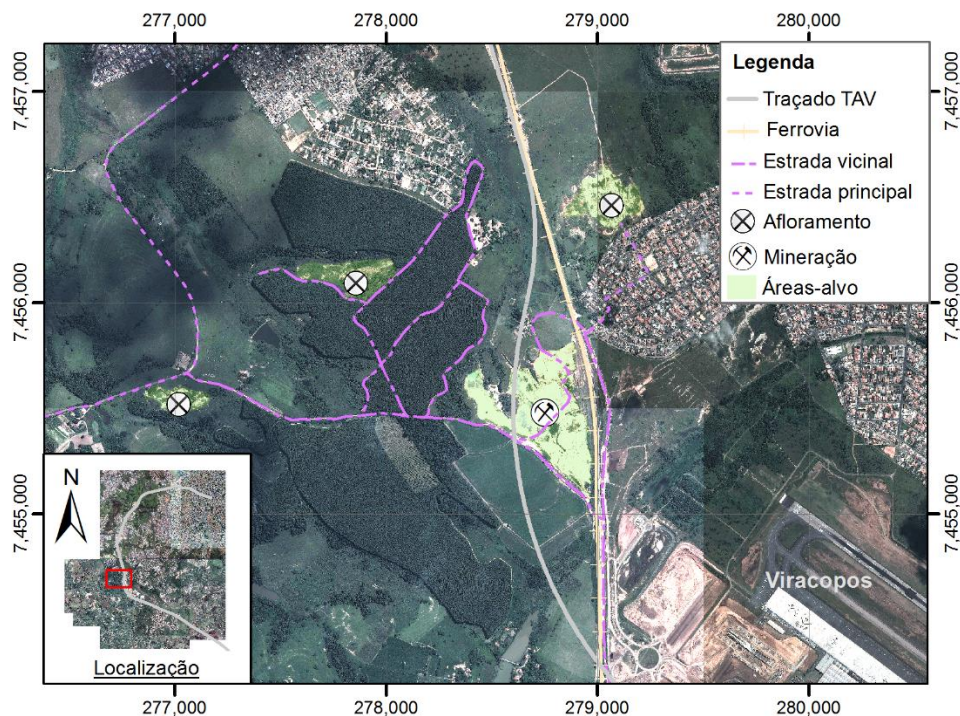 277,000 278,000 279,000 280,000
7,457,000
7,456,000
7,455,000
Legenda
Traçado TAV
Ferrovia
Estrada vicinal
Estrada principal
Afloramento
Mineração
Áreas-alvo
7,457,000
7,456,000
7,455,000
Viracopos
N
Localização
277,000 278,000 279,000 280,000